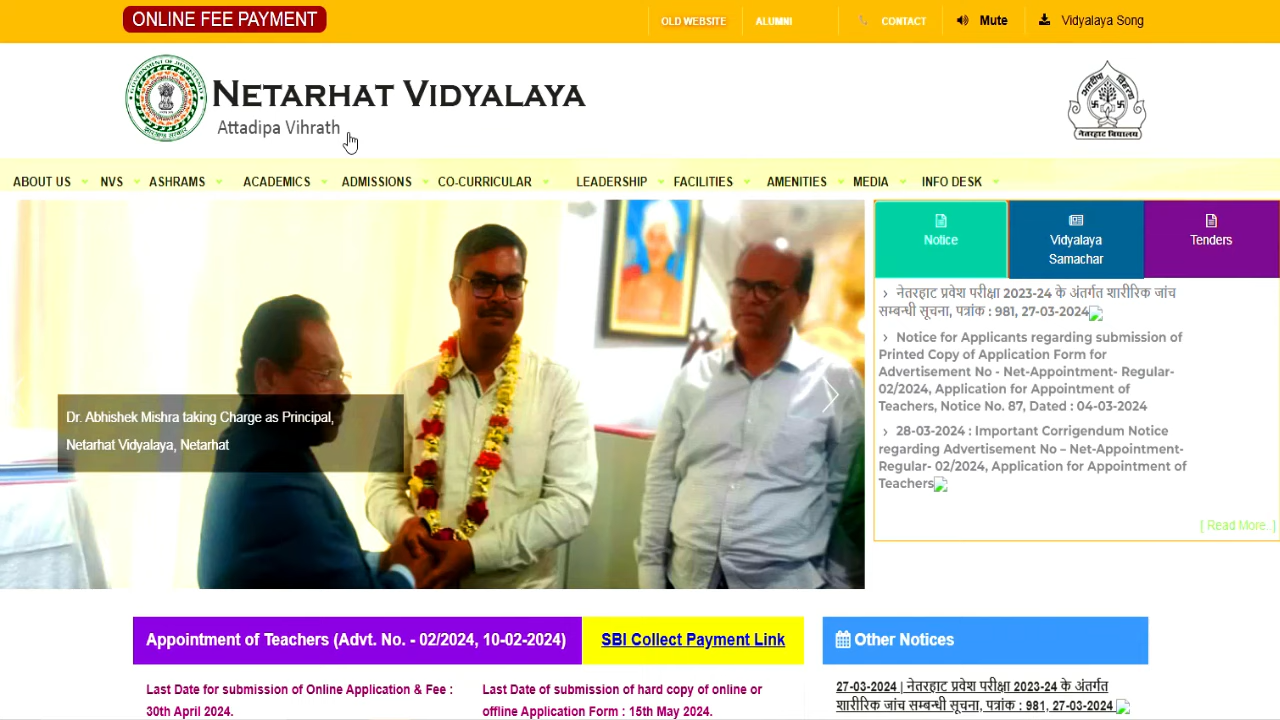 ONLINE FEE PAYMENT
OLD WEBSITE
ALUMNI
CONTACT
Mute
Vidyalaya Song
NETARHAT VIDYALAYA
Attadipa Vihrath
नेतरहाट विद्यालय
ABOUT US
NVS
ASHRAMS
ACADEMICS
ADMISSIONS
CO-CURRICULAR
LEADERSHIP
FACILITIES
AMENITIES
MEDIA
INFO DESK
Dr. Abhishek Mishra taking Charge as Principal,
Netarhat Vidyalaya, Netarhat
Notice
Vidyalaya
Samachar
Tenders
› नेतरहाट प्रवेश परीक्षा 2023-24 के अंतर्गत शारीरिक जांच
सम्बन्धी सूचना, पत्रांक : 981, 27-03-2024
› Notice for Applicants regarding submission of
Printed Copy of Application Form for
Advertisement No - Net-Appointment- Regular-
02/2024, Application for Appointment of
Teachers, Notice No. 87, Dated : 04-03-2024
› 28-03-2024 : Important Corrigendum Notice
regarding Advertisement No – Net-Appointment-
Regular- 02/2024, Application for Appointment of
Teachers
[ Read More..]
Appointment of Teachers (Advt. No. - 02/2024, 10-02-2024)
SBI Collect Payment Link
Other Notices
Last Date for submission of Online Application & Fee :
30th April 2024.
Last Date of submission of hard copy of online or
offline Application Form : 15th May 2024.
27-03-2024 | नेतरहाट प्रवेश परीक्षा 2023-24 के अंतर्गत
शारीरिक जांच सम्बन्धी सूचना, पत्रांक : 981, 27-03-2024